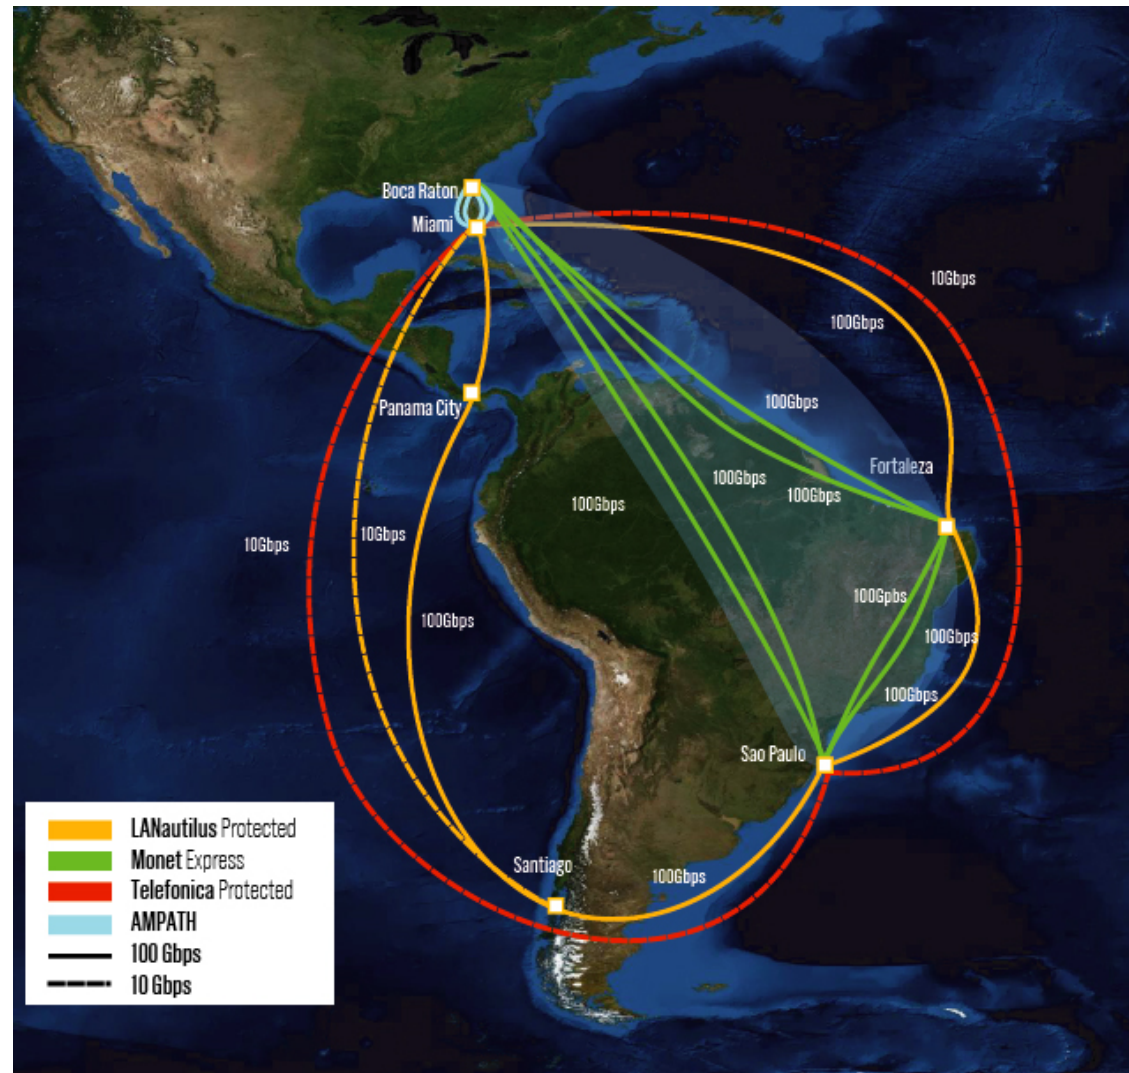 Boca Raton
Miami
10Gbps
100Gbps
100Gbps
Panama City
Fortaleza
100Gbps
100Gbps
100Gbps
10Gbps
10Gbps
100Gpbs
100Gbps
100Gbps
100Gbps
Sao Paulo
LANautilus Protected
Monet Express
Telefonica Protected
AMPATH
100 Gbps
10 Gbps
Santiago
100Gbps